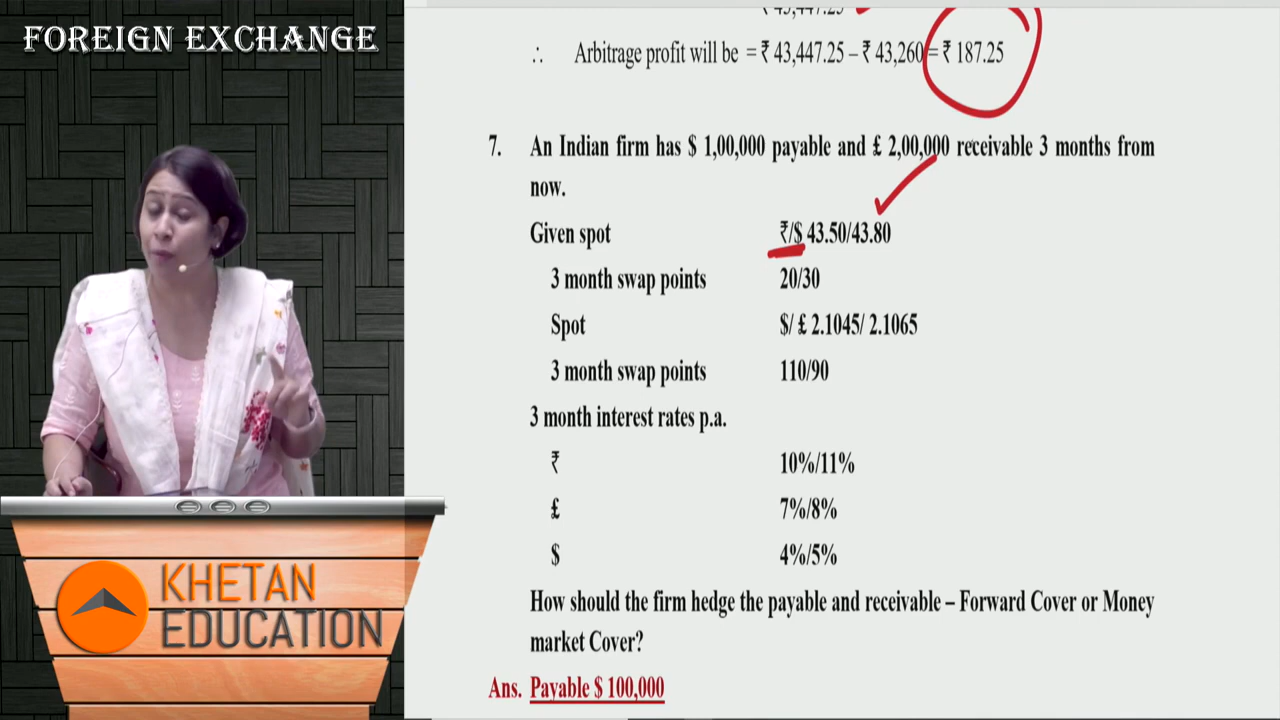 FOREIGN EXCHANGE
∴ Arbitrage profit will be = ₹ 43,447.25 – ₹ 43,260 = ₹ 187.25
7. An Indian firm has $ 1,00,000 payable and £ 2,00,000 receivable 3 months from
now.
Given spot ₹/$ 43.50/43.80
3 month swap points 20/30
Spot $/ £ 2.1045/ 2.1065
3 month swap points 110/90
3 month interest rates p.a.
₹ 10%/11%
£ 7%/8%
$ 4%/5%
How should the firm hedge the payable and receivable – Forward Cover or Money
market Cover?
Ans. Payable $ 100,000
KHETAN
EDUCATION